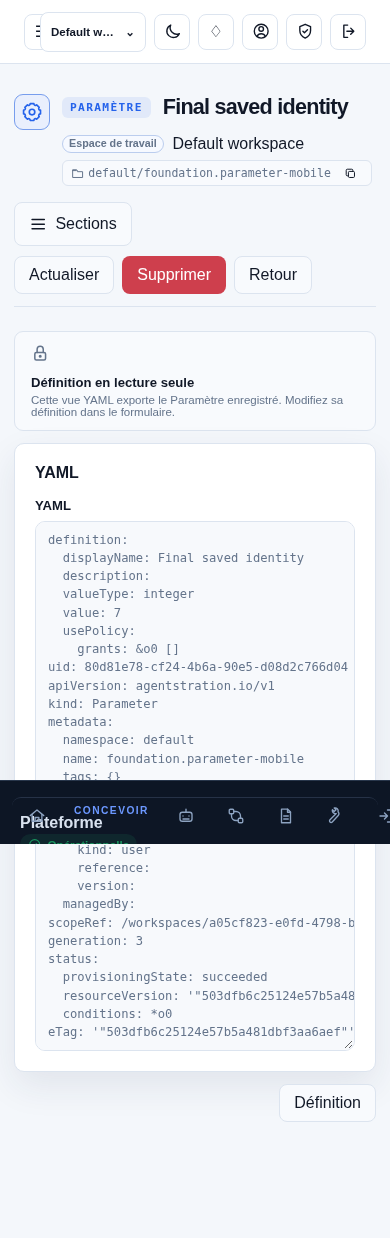 Default w… ⌄
PARAMÈTRE Final saved identity
Espace de travail Default workspace
default/foundation.parameter-mobile
Sections
Actualiser Supprimer Retour
Définition en lecture seule
Cette vue YAML exporte le Paramètre enregistré. Modifiez sa
définition dans le formulaire.
YAML
YAML
definition:
displayName: Final saved identity
description:
valueType: integer
value: 7
usePolicy:
grants: &o0 []
uid: 80d81e78-cf24-4b6a-90e5-d08d2c766d04
apiVersion: agentstration.io/v1
kind: Parameter
metadata:
namespace: default
name: foundation.parameter-mobile
tags: {}
CONCEVOIR
Plateforme
Opérationnelle
kind: user
reference:
version:
managedBy:
scopeRef: /workspaces/a05cf823-e0fd-4798-b
generation: 3
status:
provisioningState: succeeded
resourceVersion: '"503dfb6c25124e57b5a48
conditions: *o0
eTag: '"503dfb6c25124e57b5a481dbf3aa6aef"'
Définition